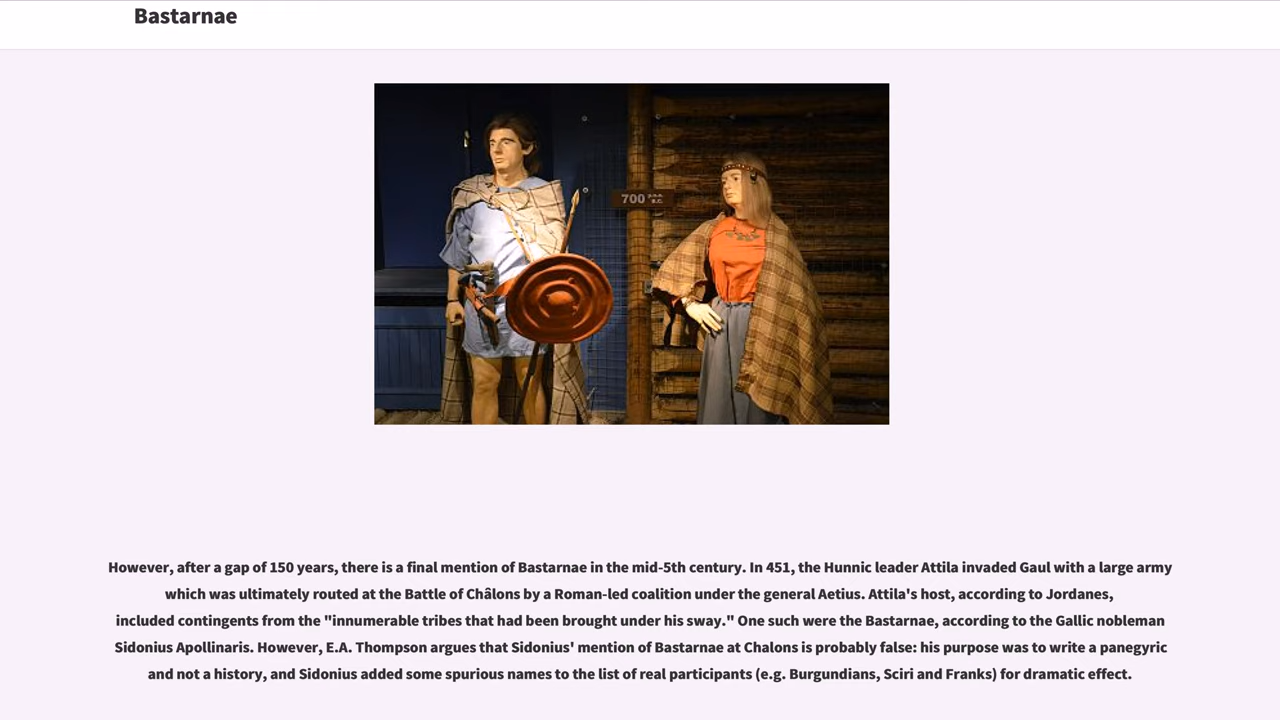 Bastarnae
700
However, after a gap of 150 years, there is a final mention of Bastarnae in the mid-5th century. In 451, the Hunnic leader Attila invaded Gaul with a large army
which was ultimately routed at the Battle of Châlons by a Roman-led coalition under the general Aetius. Attila's host, according to Jordanes,
included contingents from the "innumerable tribes that had been brought under his sway." One such were the Bastarnae, according to the Gallic nobleman
Sidonius Apollinaris. However, E.A. Thompson argues that Sidonius' mention of Bastarnae at Chalons is probably false: his purpose was to write a panegyric
and not a history, and Sidonius added some spurious names to the list of real participants (e.g. Burgundians, Sciri and Franks) for dramatic effect.